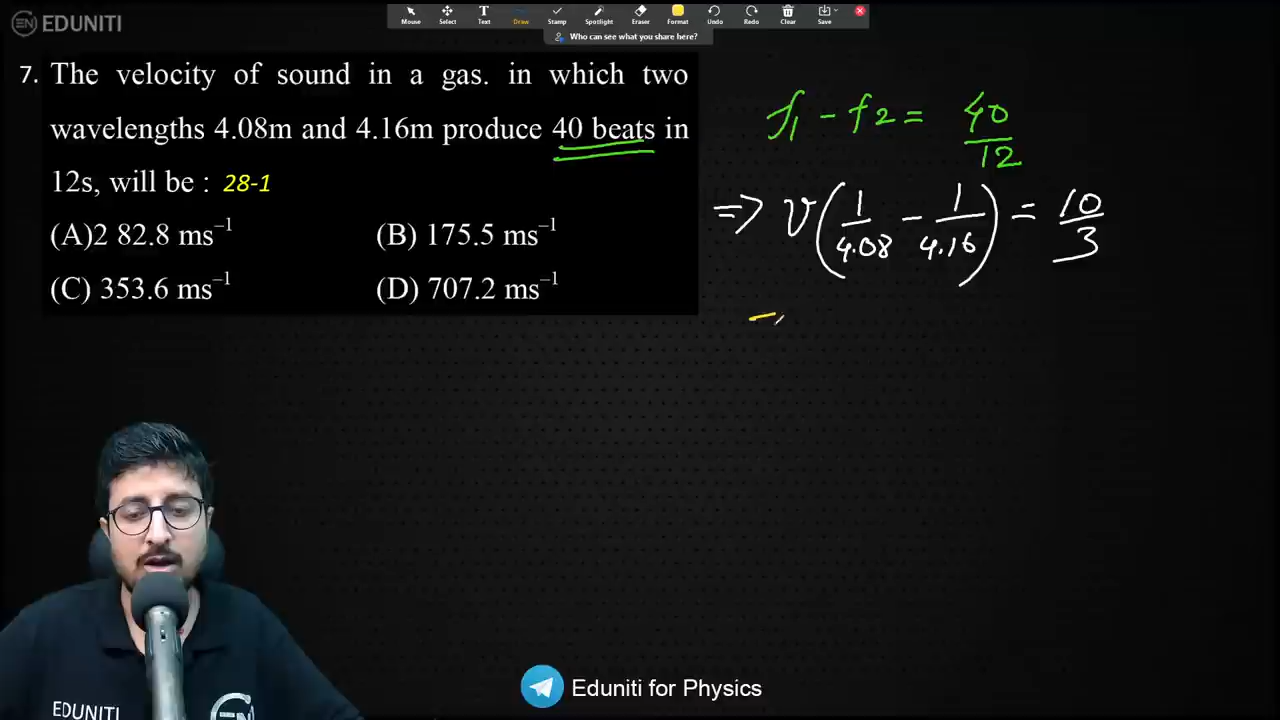 EDUNITI
Mouse Select Text Draw Stamp Spotlight Eraser Format Undo Redo Clear Save
Who can see what you share here?
7. The velocity of sound in a gas. in which two
wavelengths 4.08m and 4.16m produce 40 beats in
12s, will be : 28-1
(A)2 82.8 ms⁻¹ (B) 175.5 ms⁻¹
(C) 353.6 ms⁻¹ (D) 707.2 ms⁻¹
f1 - f2 = 40/12
=> v(1/4.08 - 1/4.16) = 10/3
EDUNITI
Eduniti for Physics